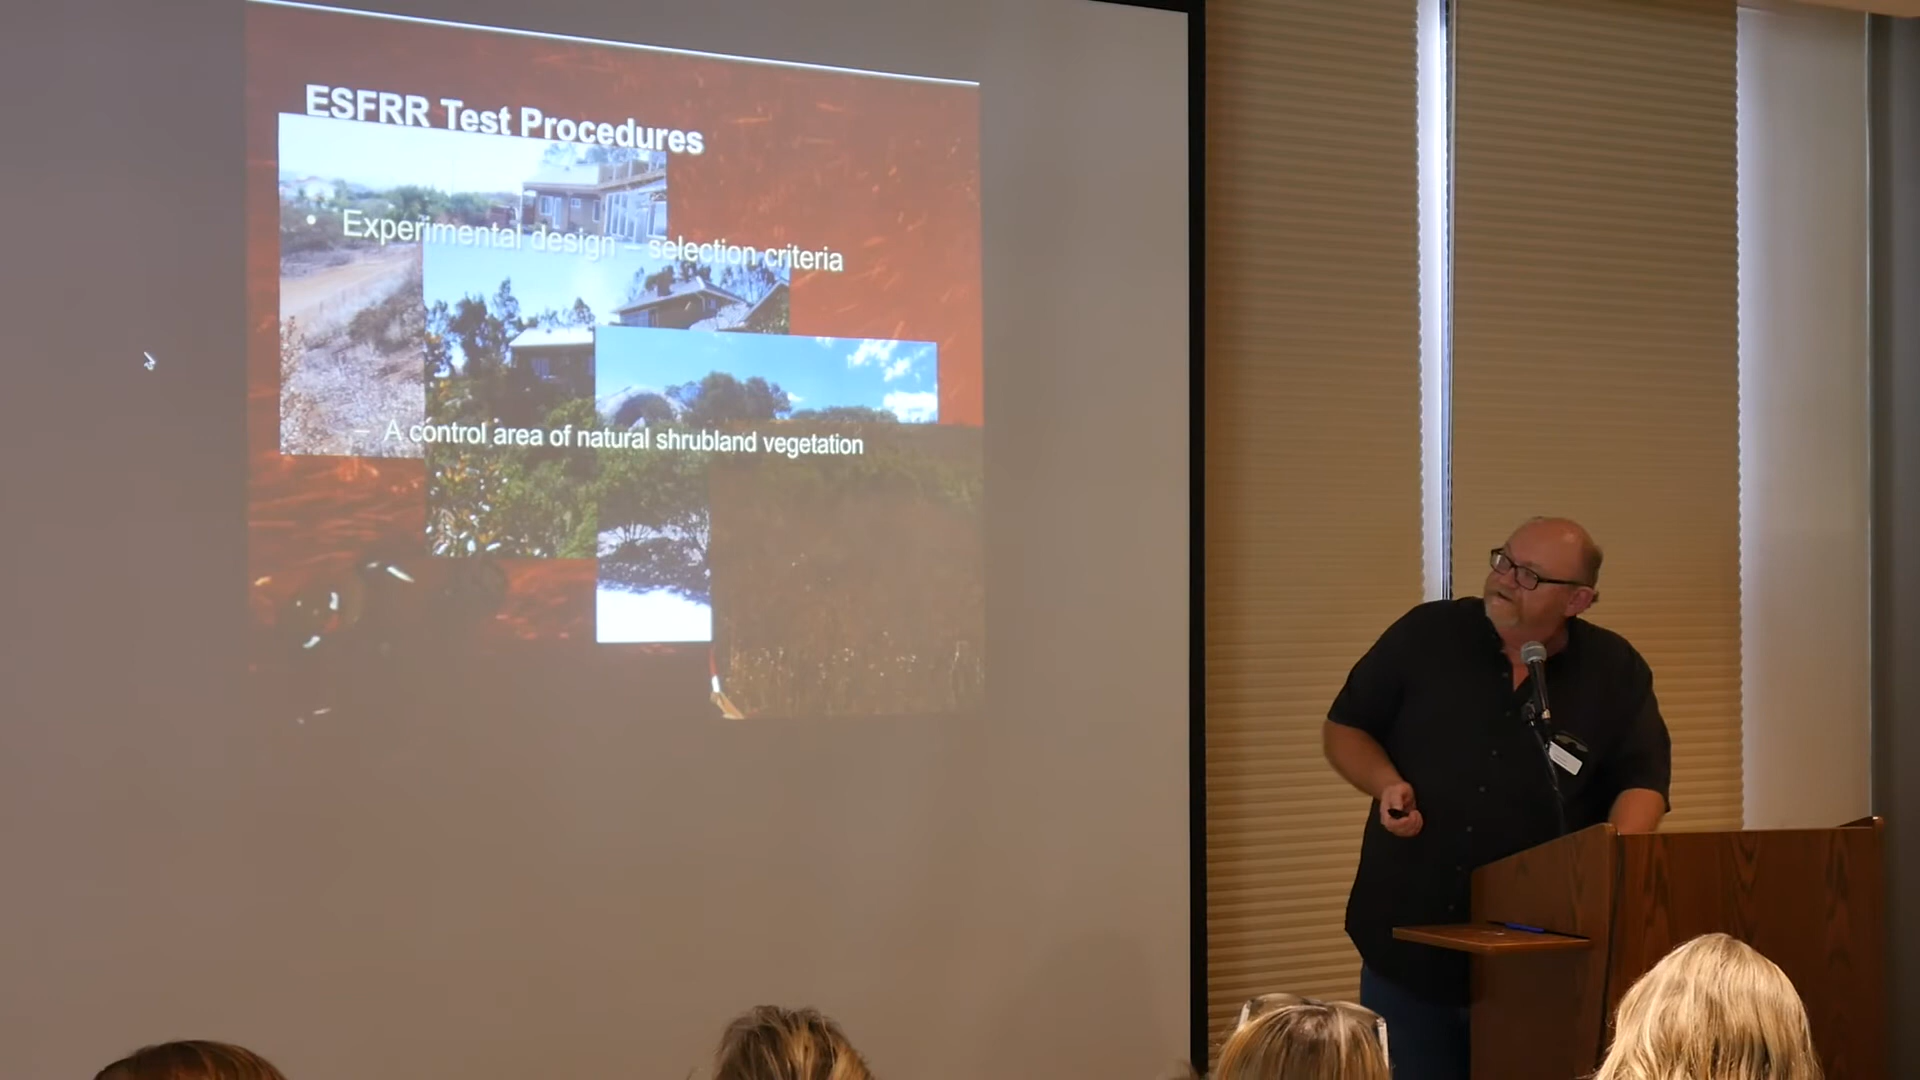 ESFRR Test Procedures
• Experimental design – selection criteria
– A control area of natural shrubland vegetation